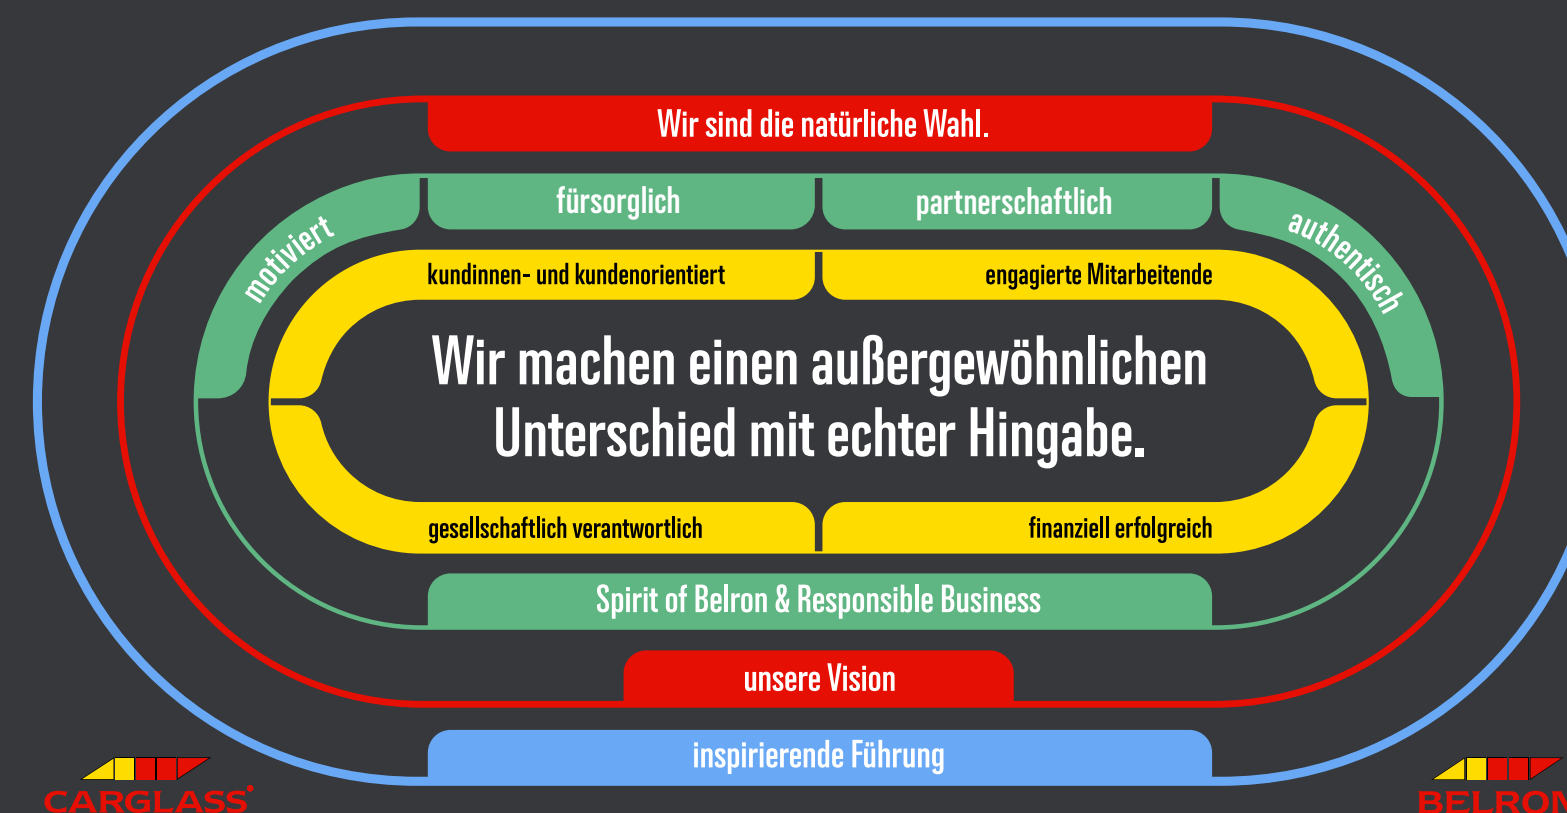 Wir sind die natürliche Wahl.
motiviert
fürsorglich
partnerschaftlich
authentisch
kundinnen- und kundenorientiert
engagierte Mitarbeitende
Wir machen einen außergewöhnlichen
Unterschied mit echter Hingabe.
gesellschaftlich verantwortlich
finanziell erfolgreich
Spirit of Belron & Responsible Business
unsere Vision
inspirierende Führung
CARGLASS®
BELRON